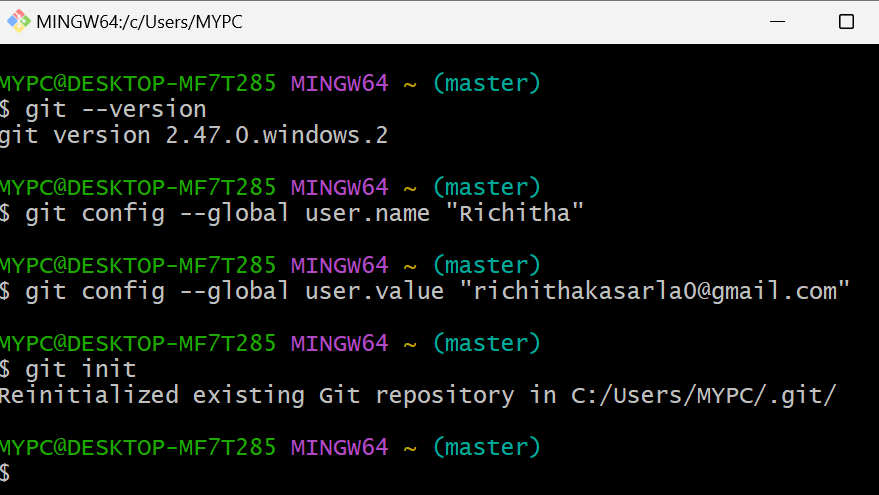 MINGW64:/c/Users/MYPC
MYPC@DESKTOP-MF7T285 MINGW64 ~ (master)
$ git --version
git version 2.47.0.windows.2
MYPC@DESKTOP-MF7T285 MINGW64 ~ (master)
$ git config --global user.name "Richitha"
MYPC@DESKTOP-MF7T285 MINGW64 ~ (master)
$ git config --global user.value "richithakasarla0@gmail.com"
MYPC@DESKTOP-MF7T285 MINGW64 ~ (master)
$ git init
Reinitialized existing Git repository in C:/Users/MYPC/.git/
MYPC@DESKTOP-MF7T285 MINGW64 ~ (master)
$